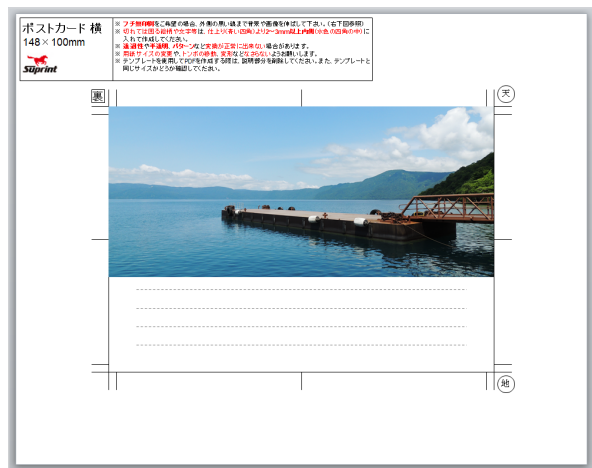 ポストカード 横
148×100mm
Suprint
※ フチ無印刷をご希望の場合、外側の黒い線まで背景や画像を伸ばして下さい。(右下図参照)
※ 切れては困る絵柄や文字等は、仕上り(青い四角)より2~3mm以上内側(水色の四角の中)に
入れて作成してください。
※ 透過性や半透明、パターンなど変換が正常に出来ない場合があります。
※ 用紙サイズの変更や、トンボの移動、変形などなさらないようお願いします。
※ テンプレートを使用してPDFを作成する際は、説明部分を削除してください。また、テンプレートと
同じサイズかどうか確認してください。
裏
天
地